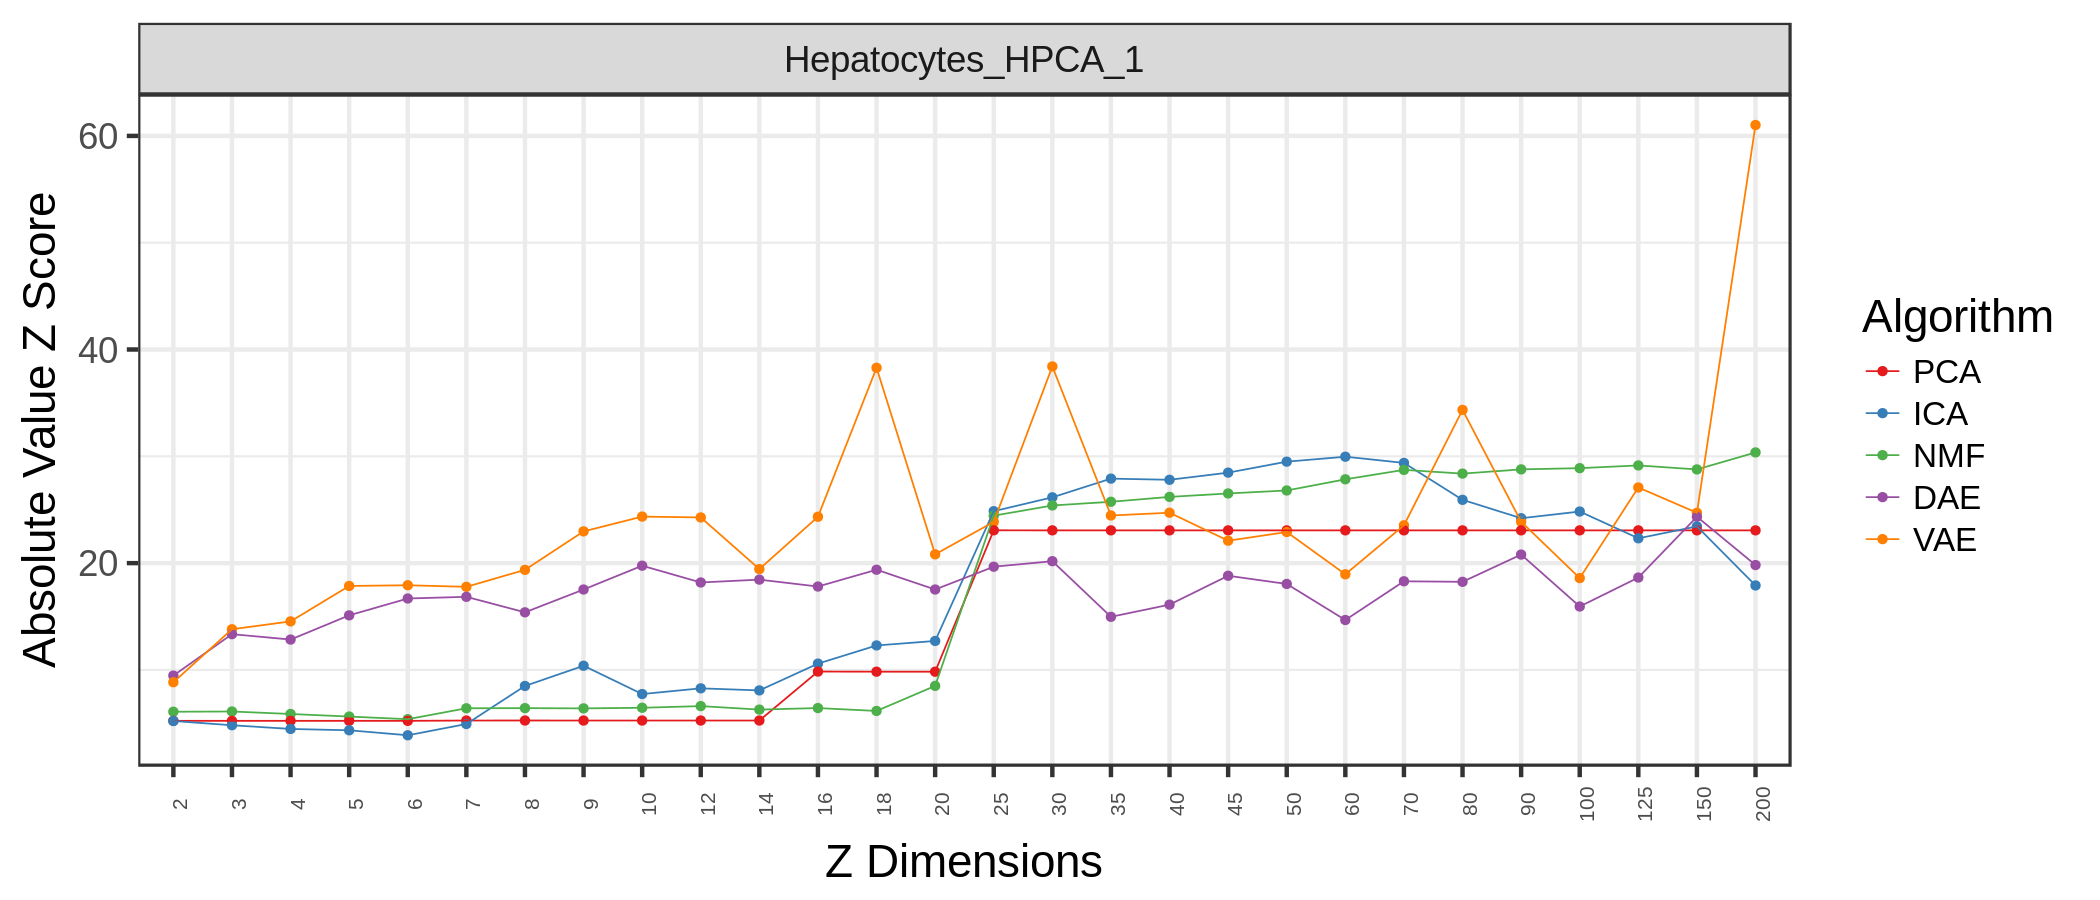 Hepatocytes_HPCA_1
Absolute Value Z Score
60
40
20
2 3 4 5 6 7 8 9 10 12 14 16 18 20 25 30 35 40 45 50 60 70 80 90 100 125 150 200
Z Dimensions
Algorithm
PCA
ICA
NMF
DAE
VAE